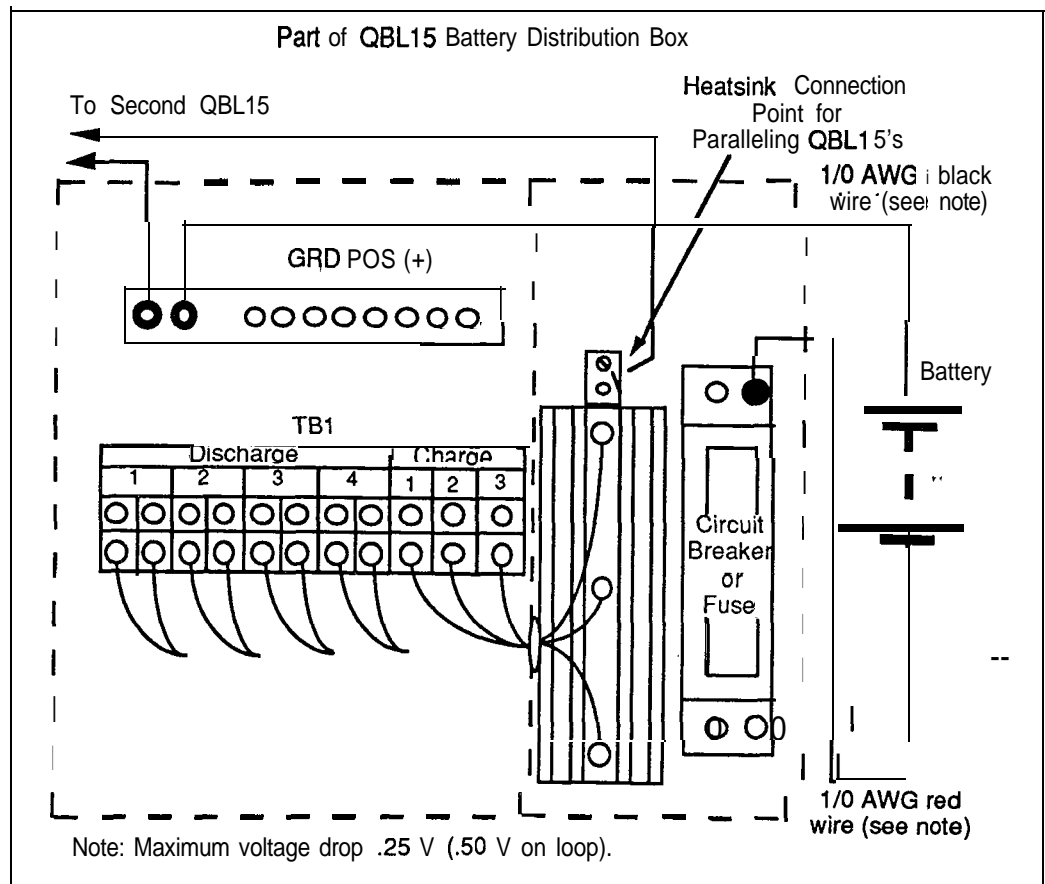 Part of QBL15 Battery Distribution Box
To Second QBL15
Heatsink Connection
Point for
Paralleling QBL15's
1/0 AWG black
wire (see note)
GRD POS (+)
Battery
TB1
Discharge Charge
1 2 3 4 1 2 3
Circuit
Breaker
or
Fuse
1/0 AWG red
wire (see note)
Note: Maximum voltage drop .25 V (.50 V on loop).